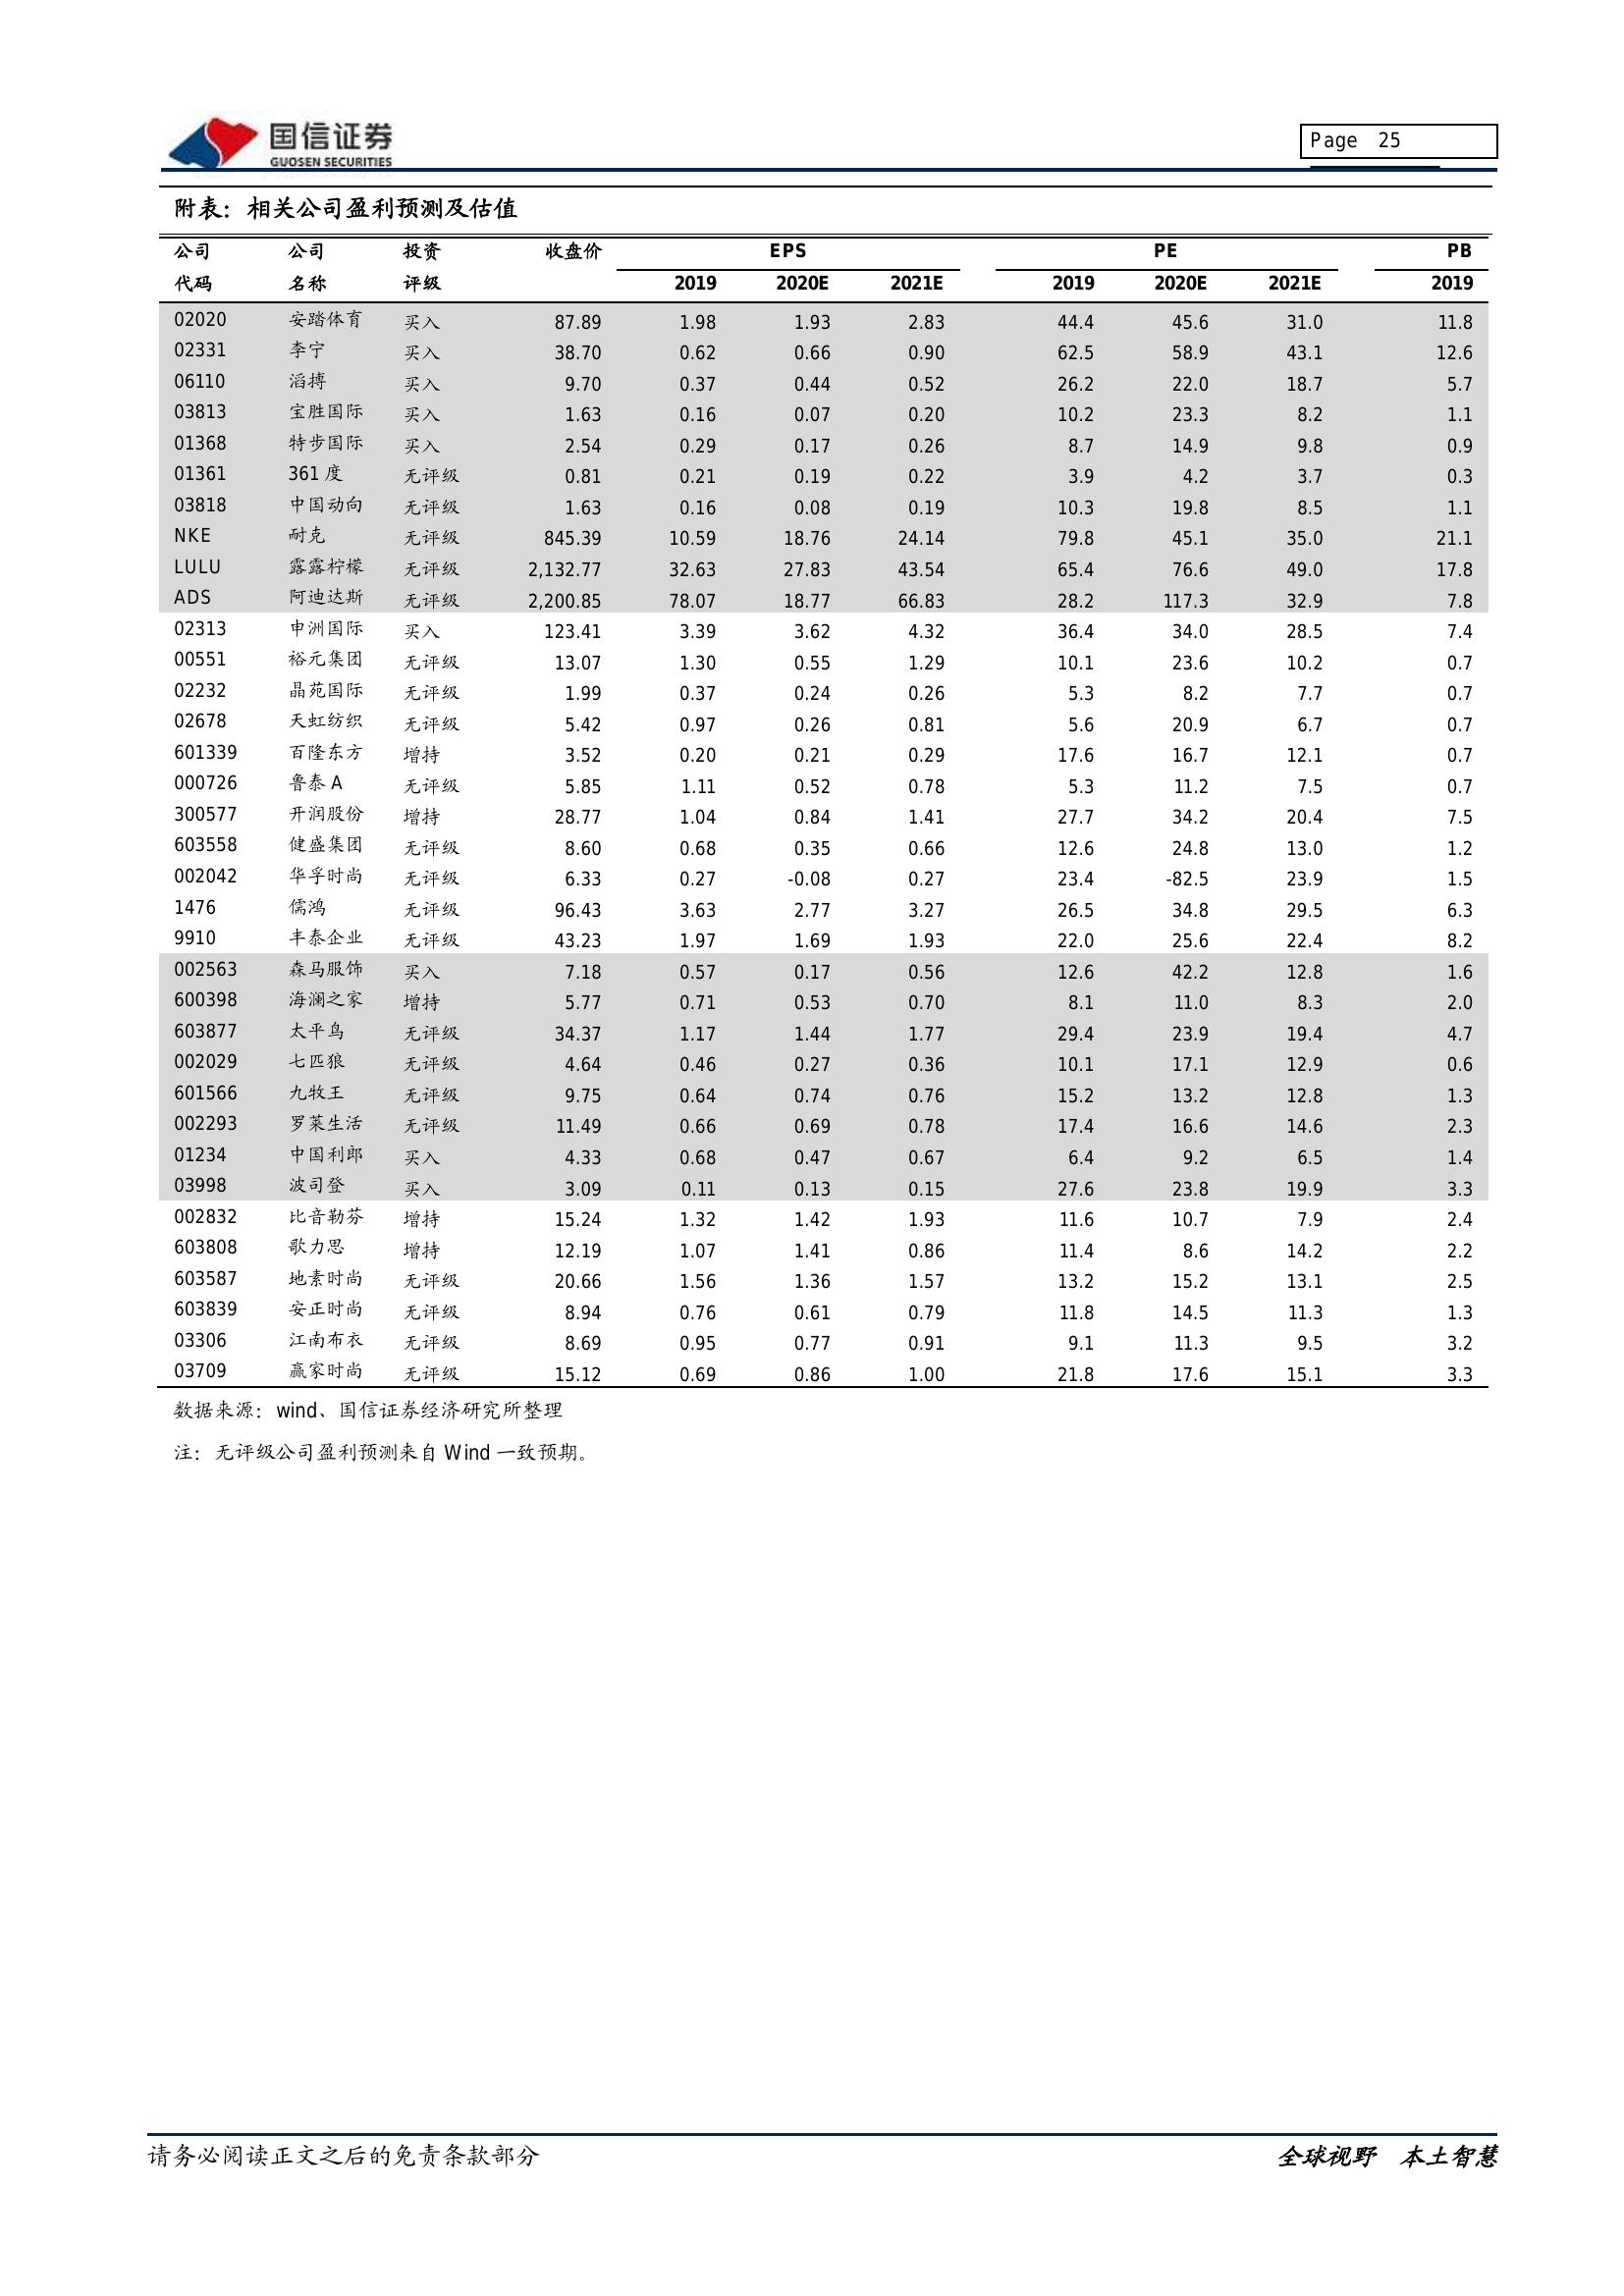 国信证券
GUOSEN SECURITIES
Page 25
附表：相关公司盈利预测及估值
公司 公司 投资 收盘价 EPS PE PB
代码 名称 评级 2019 2020E 2021E 2019 2020E 2021E 2019
02020 安踏体育 买入 87.89 1.98 1.93 2.83 44.4 45.6 31.0 11.8
02331 李宁 买入 38.70 0.62 0.66 0.90 62.5 58.9 43.1 12.6
06110 滔搏 买入 9.70 0.37 0.44 0.52 26.2 22.0 18.7 5.7
03813 宝胜国际 买入 1.63 0.16 0.07 0.20 10.2 23.3 8.2 1.1
01368 特步国际 买入 2.54 0.29 0.17 0.26 8.7 14.9 9.8 0.9
01361 361 度 无评级 0.81 0.21 0.19 0.22 3.9 4.2 3.7 0.3
03818 中国动向 无评级 1.63 0.16 0.08 0.19 10.3 19.8 8.5 1.1
NKE 耐克 无评级 845.39 10.59 18.76 24.14 79.8 45.1 35.0 21.1
LULU 露露柠檬 无评级 2,132.77 32.63 27.83 43.54 65.4 76.6 49.0 17.8
ADS 阿迪达斯 无评级 2,200.85 78.07 18.77 66.83 28.2 117.3 32.9 7.8
02313 申洲国际 买入 123.41 3.39 3.62 4.32 36.4 34.0 28.5 7.4
00551 裕元集团 无评级 13.07 1.30 0.55 1.29 10.1 23.6 10.2 0.7
02232 晶苑国际 无评级 1.99 0.37 0.24 0.26 5.3 8.2 7.7 0.7
02678 天虹纺织 无评级 5.42 0.97 0.26 0.81 5.6 20.9 6.7 0.7
601339 百隆东方 增持 3.52 0.20 0.21 0.29 17.6 16.7 12.1 0.7
000726 鲁泰 A 无评级 5.85 1.11 0.52 0.78 5.3 11.2 7.5 0.7
300577 开润股份 增持 28.77 1.04 0.84 1.41 27.7 34.2 20.4 7.5
603558 健盛集团 无评级 8.60 0.68 0.35 0.66 12.6 24.8 13.0 1.2
002042 华孚时尚 无评级 6.33 0.27 -0.08 0.27 23.4 -82.5 23.9 1.5
1476 儒鸿 无评级 96.43 3.63 2.77 3.27 26.5 34.8 29.5 6.3
9910 丰泰企业 无评级 43.23 1.97 1.69 1.93 22.0 25.6 22.4 8.2
002563 森马服饰 买入 7.18 0.57 0.17 0.56 12.6 42.2 12.8 1.6
600398 海澜之家 增持 5.77 0.71 0.53 0.70 8.1 11.0 8.3 2.0
603877 太平鸟 无评级 34.37 1.17 1.44 1.77 29.4 23.9 19.4 4.7
002029 七匹狼 无评级 4.64 0.46 0.27 0.36 10.1 17.1 12.9 0.6
601566 九牧王 无评级 9.75 0.64 0.74 0.76 15.2 13.2 12.8 1.3
002293 罗莱生活 无评级 11.49 0.66 0.69 0.78 17.4 16.6 14.6 2.3
01234 中国利郎 买入 4.33 0.68 0.47 0.67 6.4 9.2 6.5 1.4
03998 波司登 买入 3.09 0.11 0.13 0.15 27.6 23.8 19.9 3.3
002832 比音勒芬 增持 15.24 1.32 1.42 1.93 11.6 10.7 7.9 2.4
603808 歌力思 增持 12.19 1.07 1.41 0.86 11.4 8.6 14.2 2.2
603587 地素时尚 无评级 20.66 1.56 1.36 1.57 13.2 15.2 13.1 2.5
603839 安正时尚 无评级 8.94 0.76 0.61 0.79 11.8 14.5 11.3 1.3
03306 江南布衣 无评级 8.69 0.95 0.77 0.91 9.1 11.3 9.5 3.2
03709 赢家时尚 无评级 15.12 0.69 0.86 1.00 21.8 17.6 15.1 3.3
数据来源：wind、国信证券经济研究所整理
注：无评级公司盈利预测来自 Wind 一致预期。
请务必阅读正文之后的免责条款部分 全球视野 本土智慧